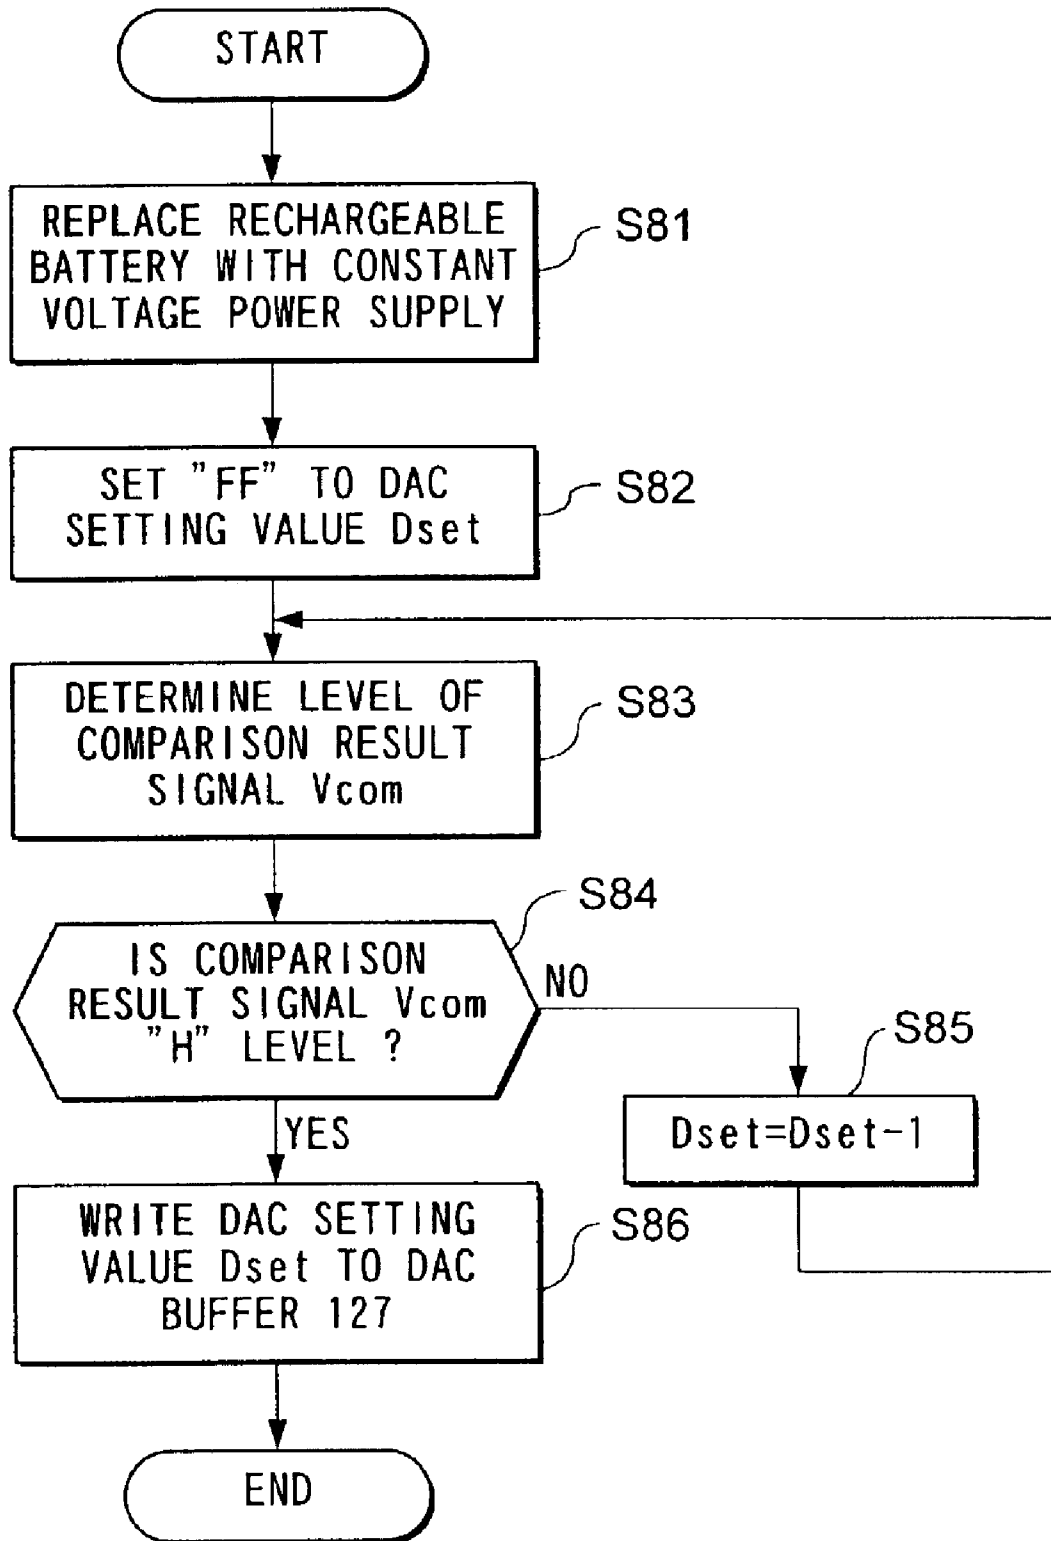 START
REPLACE RECHARGEABLE
BATTERY WITH CONSTANT
VOLTAGE POWER SUPPLY
S81
SET "FF" TO DAC
SETTING VALUE Dset
S82
DETERMINE LEVEL OF
COMPARISON RESULT
SIGNAL Vcom
S83
IS COMPARISON
RESULT SIGNAL Vcom
"H" LEVEL ?
S84
NO
S85
Dset=Dset-1
YES
WRITE DAC SETTING
VALUE Dset TO DAC
BUFFER 127
S86
END